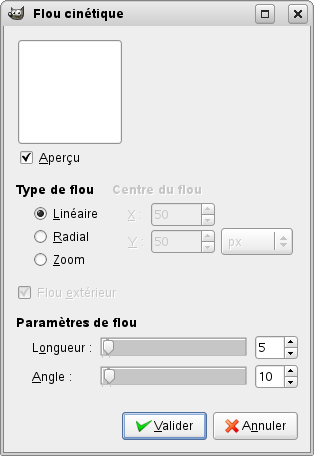 Flou cinétique
Aperçu
Type de flou Centre du flou
Linéaire X : 50
Radial Y : 50 px
Zoom
Flou extérieur
Paramètres de flou
Longueur : 5
Angle : 10
Valider Annuler